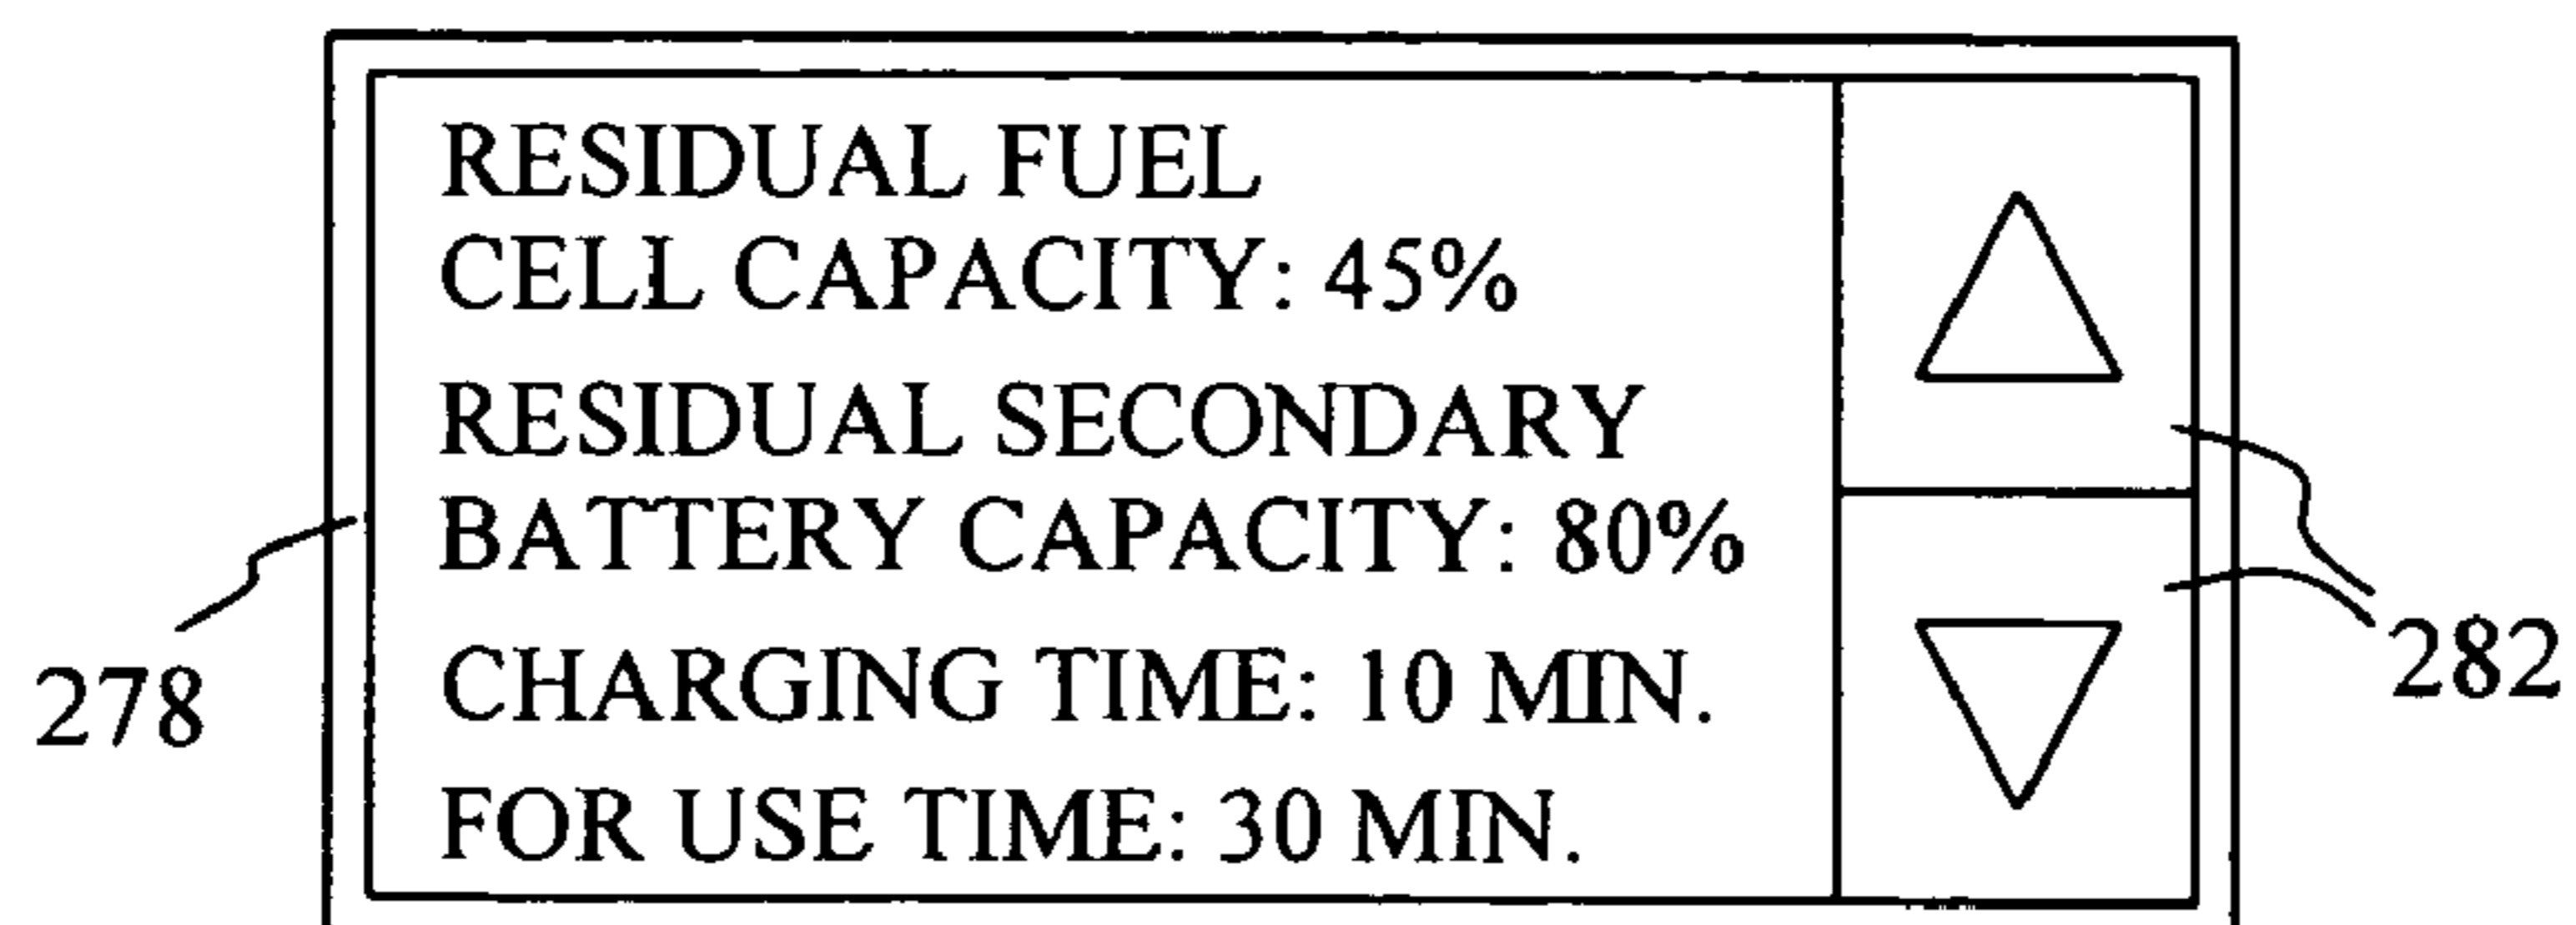 RESIDUAL FUEL
CELL CAPACITY: 45%
RESIDUAL SECONDARY
BATTERY CAPACITY: 80%
CHARGING TIME: 10 MIN.
FOR USE TIME: 30 MIN.
278
282